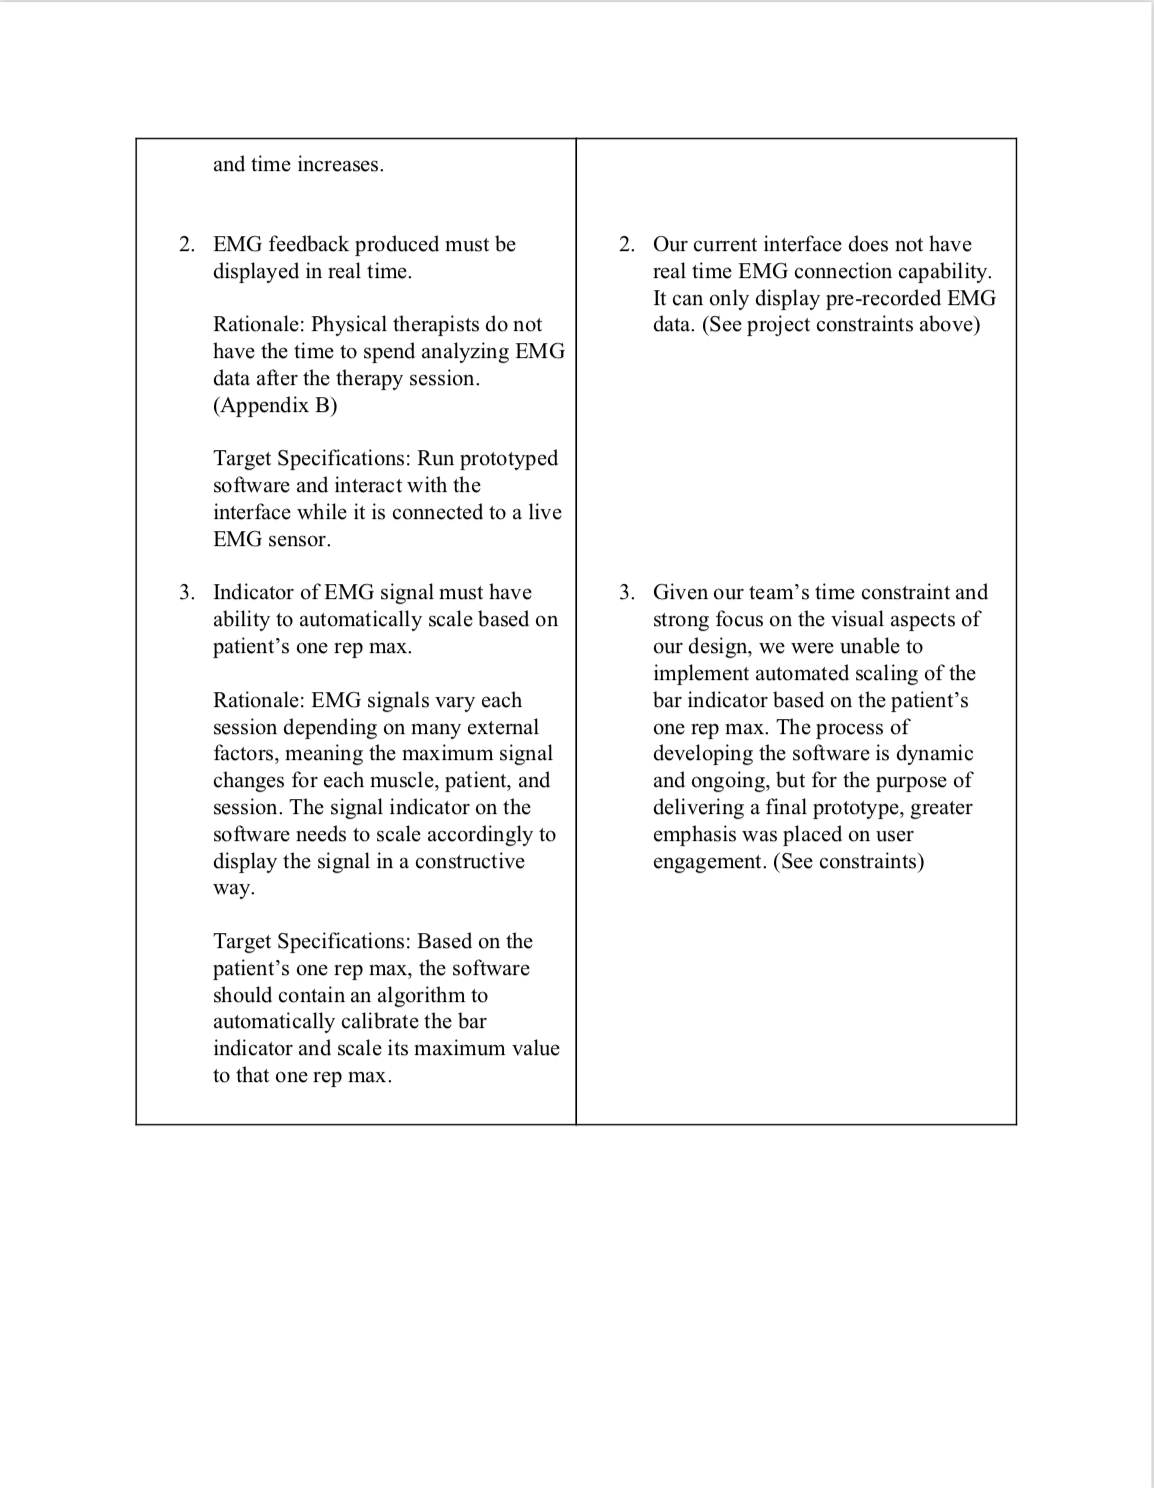 and time increases.
2. EMG feedback produced must be
displayed in real time.
Rationale: Physical therapists do not
have the time to spend analyzing EMG
data after the therapy session.
(Appendix B)
Target Specifications: Run prototyped
software and interact with the
interface while it is connected to a live
EMG sensor.
3. Indicator of EMG signal must have
ability to automatically scale based on
patient’s one rep max.
Rationale: EMG signals vary each
session depending on many external
factors, meaning the maximum signal
changes for each muscle, patient, and
session. The signal indicator on the
software needs to scale accordingly to
display the signal in a constructive
way.
Target Specifications: Based on the
patient’s one rep max, the software
should contain an algorithm to
automatically calibrate the bar
indicator and scale its maximum value
to that one rep max.
2. Our current interface does not have
real time EMG connection capability.
It can only display pre-recorded EMG
data. (See project constraints above)
3. Given our team’s time constraint and
strong focus on the visual aspects of
our design, we were unable to
implement automated scaling of the
bar indicator based on the patient’s
one rep max. The process of
developing the software is dynamic
and ongoing, but for the purpose of
delivering a final prototype, greater
emphasis was placed on user
engagement. (See constraints)